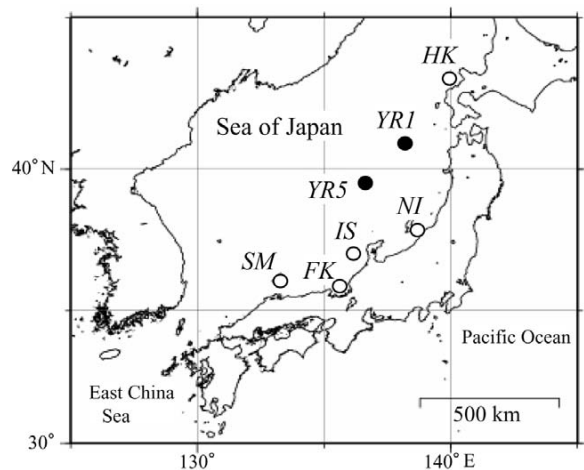 HK
YR1
Sea of Japan
40°N
YR5
NI
IS
SM
FK
Pacific Ocean
East China
Sea
500 km
30°
130°
140° E